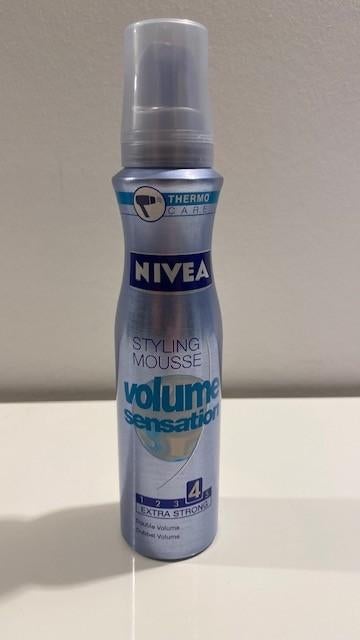 THERMO
CARE
NIVEA
STYLING
MOUSSE
volume
sensation
1 2 3 4 5
EXTRA STRONG
Double Volume
Dubbel Volume